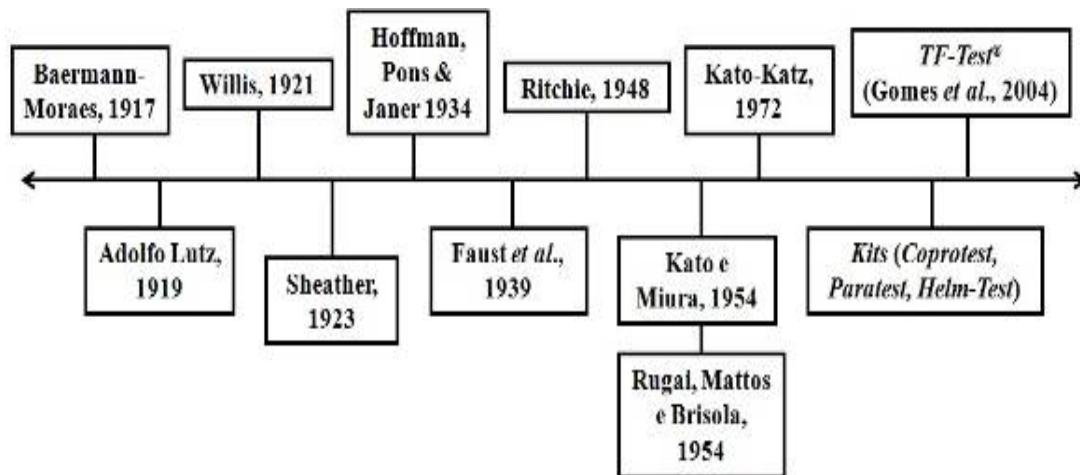 Baermann-
Moraes, 1917
Willis, 1921
Hoffman,
Pons &
Janer 1934
Ritchie, 1948
Kato-Katz,
1972
TF-Test®
(Gomes et al., 2004)
Adolfo Lutz,
1919
Sheather,
1923
Faust et al.,
1939
Kato e
Miura, 1954
Rugai, Mattos
e Brisola,
1954
Kits (Coprotest,
Paratest, Helm-Test)